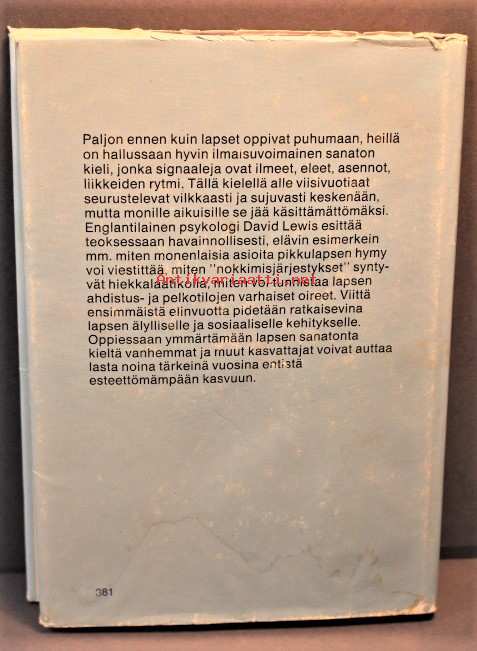 Paljon ennen kuin lapset oppivat puhumaan, heillä
on hallussaan hyvin ilmaisuvoimainen sanaton
kieli, jonka signaaleja ovat ilmeet, eleet, asennot,
liikkeiden rytmi. Tällä kielellä alle viisivuotiaat
seurustelevat vilkkaasti ja sujuvasti keskenään,
mutta monille aikuisille se jää käsittämättömäksi.
Englantilainen psykologi David Lewis esittää
teoksessaan havainnollisesti, elävin esimerkein
mm. miten monenlaisia asioita pikkulapsen hymy
voi viestittää, miten "nokkimisjärjestykset" synty-
vät hiekkalaatikolla, miten voi tunnistaa lapsen
Antikvariaatti.net
ahdistus- ja pelkotilojen varhaiset oireet. Viittä
ensimmäistä elinvuotta pidetään ratkaisevina
lapsen älylliselle ja sosiaaliselle kehitykselle.
Oppiessaan ymmärtämään lapsen sanatonta
kieltä vanhemmat ja muut kasvattajat voivat auttaa
lasta noina tärkeinä vuosina entistä
esteettömämpään kasvuun.
381